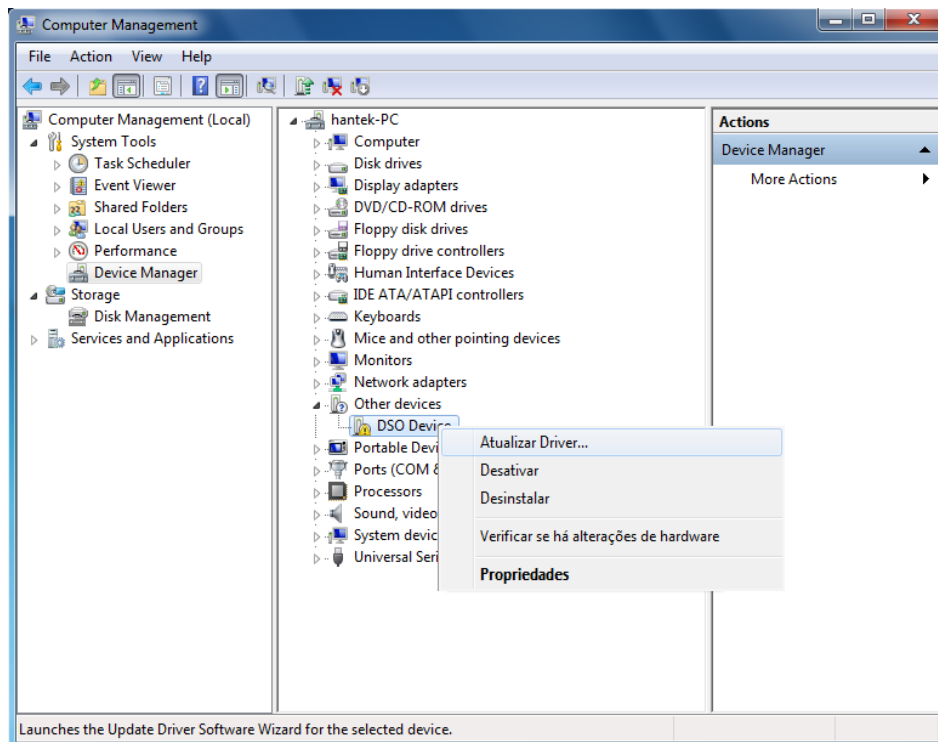 Computer Management
File Action View Help
Computer Management (Local)
System Tools
Task Scheduler
Event Viewer
Shared Folders
Local Users and Groups
Performance
Device Manager
Storage
Disk Management
Services and Applications
hantek-PC
Computer
Disk drives
Display adapters
DVD/CD-ROM drives
Floppy disk drives
Floppy drive controllers
Human Interface Devices
IDE ATA/ATAPI controllers
Keyboards
Mice and other pointing devices
Monitors
Network adapters
Other devices
DSO Device
Portable Devi
Ports (COM &
Processors
Sound, video
System devic
Universal Seri
Atualizar Driver...
Desativar
Desinstalar
Verificar se há alterações de hardware
Propriedades
Actions
Device Manager
More Actions
Launches the Update Driver Software Wizard for the selected device.